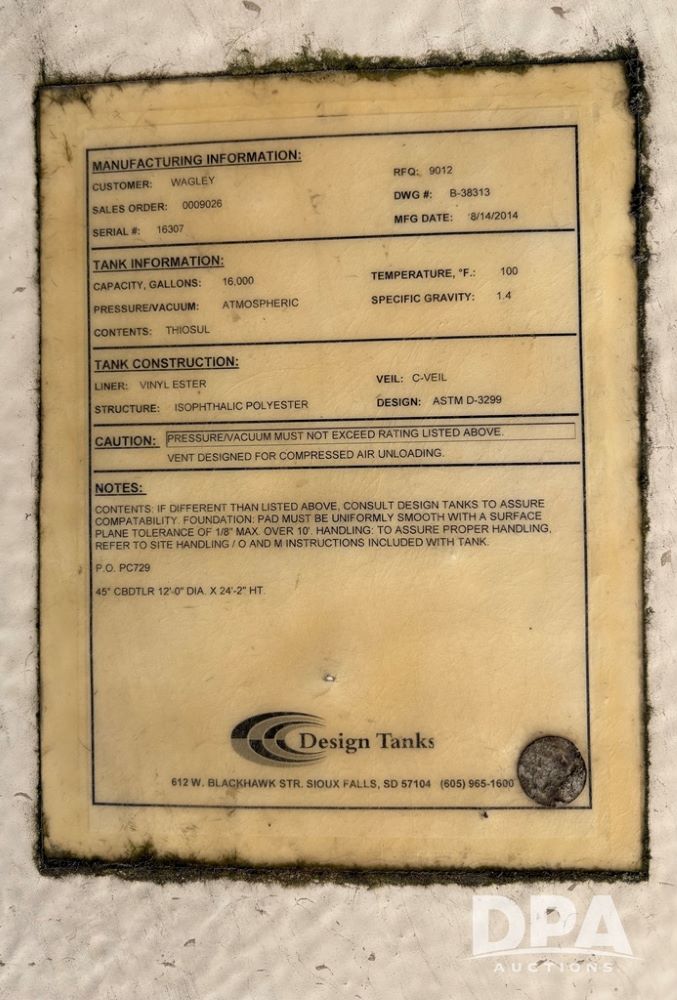 MANUFACTURING INFORMATION:
CUSTOMER: WAGLEY
RFQ: 9012
SALES ORDER: 0009026
DWG #: B-38313
SERIAL #: 16307
MFG DATE: 8/14/2014
TANK INFORMATION:
CAPACITY, GALLONS: 16,000
TEMPERATURE, °F.: 100
PRESSURE/VACUUM: ATMOSPHERIC
SPECIFIC GRAVITY: 1.4
CONTENTS: THIOSUL
TANK CONSTRUCTION:
LINER: VINYL ESTER
VEIL: C-VEIL
STRUCTURE: ISOPHTHALIC POLYESTER
DESIGN: ASTM D-3299
CAUTION: PRESSURE/VACUUM MUST NOT EXCEED RATING LISTED ABOVE.
VENT DESIGNED FOR COMPRESSED AIR UNLOADING.
NOTES:
CONTENTS: IF DIFFERENT THAN LISTED ABOVE, CONSULT DESIGN TANKS TO ASSURE
COMPATABILITY. FOUNDATION: PAD MUST BE UNIFORMLY SMOOTH WITH A SURFACE
PLANE TOLERANCE OF 1/8" MAX. OVER 10'. HANDLING: TO ASSURE PROPER HANDLING,
REFER TO SITE HANDLING / O AND M INSTRUCTIONS INCLUDED WITH TANK.
P.O. PC729
45° CBDTLR 12'-0" DIA. X 24'-2" HT.
Design Tanks
612 W. BLACKHAWK STR. SIOUX FALLS, SD 57104 (605) 965-1600
DPA
AUCTIONS